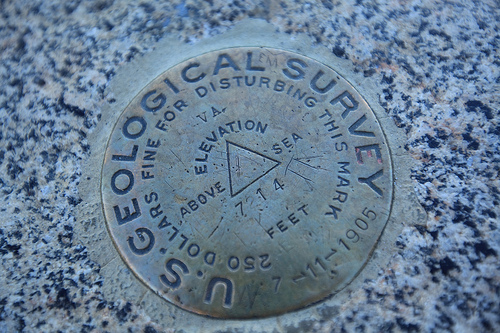 U.S. GEOLOGICAL SURVEY
250 DOLLARS FINE FOR DISTURBING THIS MARK
VA.
ELEVATION
ABOVE SEA
714
FEET
7-11-1905